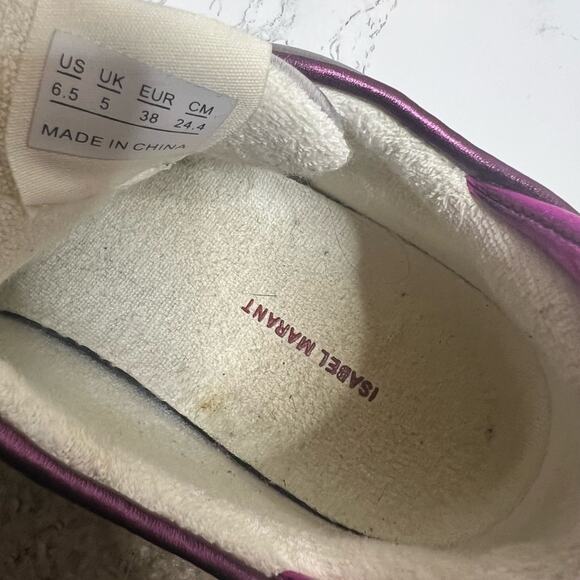 US UK EUR CM
6.5 5 38 24.4
MADE IN CHINA
ISABEL MARANT